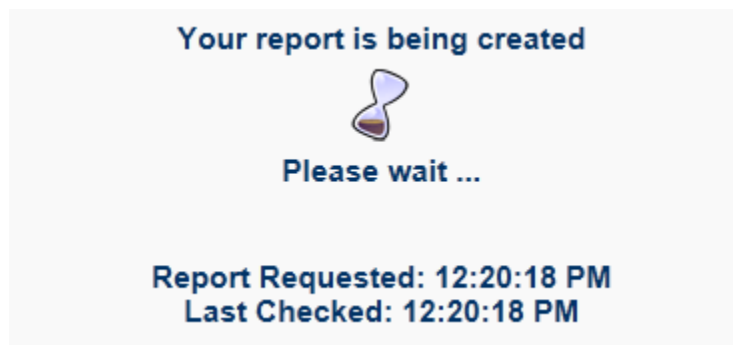 Your report is being created
Please wait ...
Report Requested: 12:20:18 PM
Last Checked: 12:20:18 PM